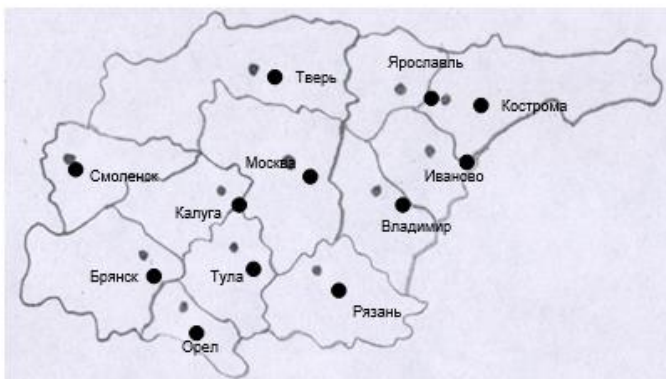 Ярославль
Тверь
Кострома
Москва
Смоленск
Иваново
Калуга
Владимир
Брянск
Тула
Рязань
Орел